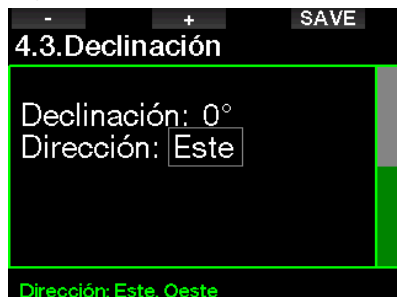 - + SAVE
4.3.Declinación
Declinación: 0°
Dirección: Este
Dirección: Este, Oeste